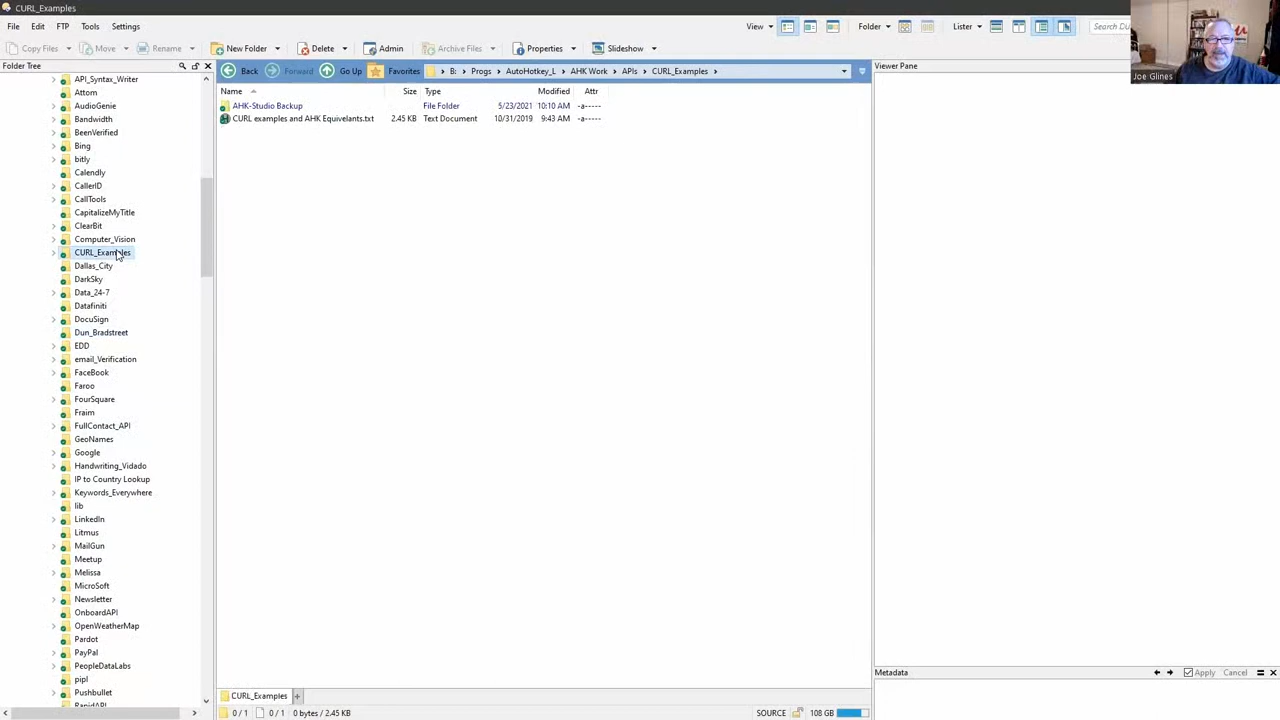 CURL_Examples
File Edit FTP Tools Settings
View Folder Lister Search DU
Copy Files Move Rename New Folder Delete Admin Archive Files Properties Slideshow
Folder Tree
Back Forward Go Up Favorites B: Progs AutoHotkey_L AHK Work APIs CURL_Examples
Viewer Pane
Joe Glines
Name Size Type Modified Attr
AHK-Studio Backup File Folder 5/23/2021 10:10 AM -a-----
CURL examples and AHK Equivelants.txt 2.45 KB Text Document 10/31/2019 9:43 AM -a-----
API_Syntax_Writer
Attom
AudioGenie
Bandwidth
BeenVerified
Bing
bitly
Calendly
CallerID
CallTools
CapitalizeMyTitle
ClearBit
Computer_Vision
CURL_Examples
Dallas_City
DarkSky
Data_24-7
Datafiniti
DocuSign
Dun_Bradstreet
EDD
email_Verification
FaceBook
Faroo
FourSquare
Fraim
FullContact_API
GeoNames
Google
Handwriting_Vidado
IP to Country Lookup
Keywords_Everywhere
lib
LinkedIn
Litmus
MailGun
Meetup
Melissa
MicroSoft
Newsletter
OnboardAPI
OpenWeatherMap
Pardot
PayPal
PeopleDataLabs
pipl
Pushbullet
RapidAPI
Metadata Apply Cancel
CURL_Examples
0 / 1 0 / 1 0 bytes / 2.45 KB SOURCE 108 GB